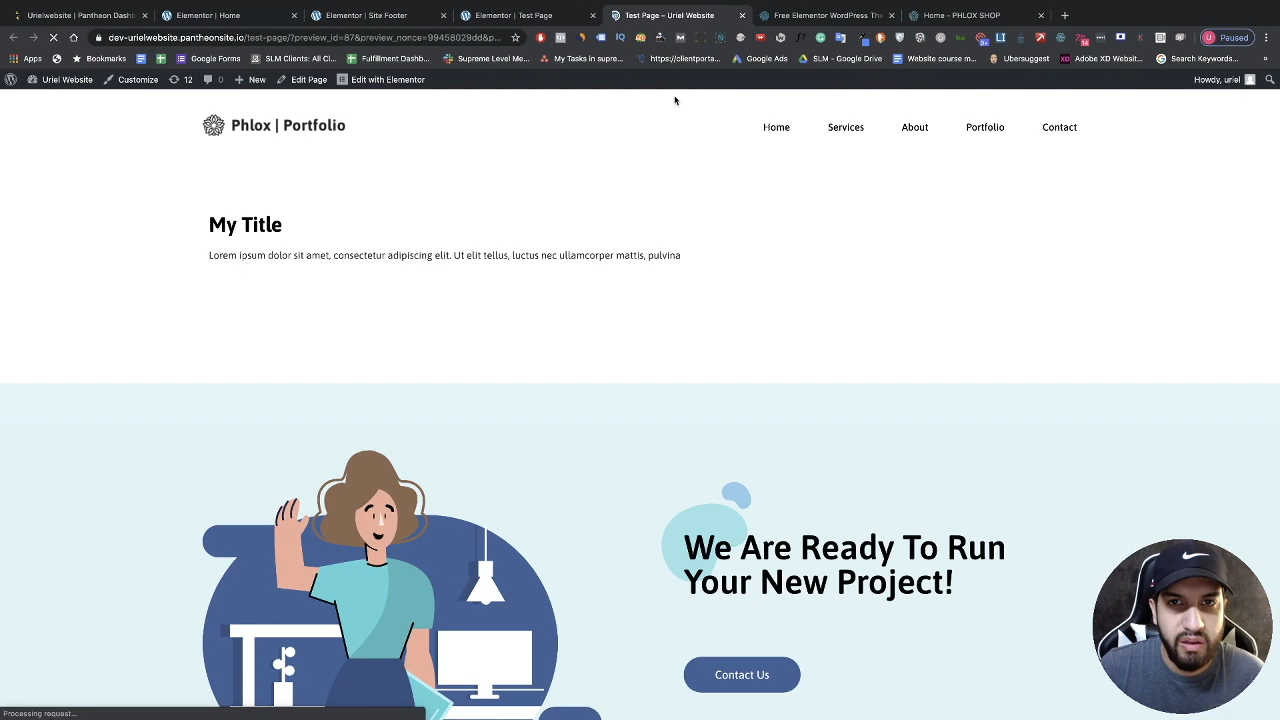 Urielwebsite | Pantheon Dashb
Elementor | Home
Elementor | Site Footer
Elementor | Test Page
Test Page – Uriel Website
Free Elementor WordPress The
Home - PHLOX SHOP
dev-urielwebsite.pantheonsite.io/test-page/?preview_id=87&preview_nonce=99458029dd&p...
Paused
Apps
Bookmarks
Google Forms
SLM Clients: All Cl...
Fulfillment Dashb...
Supreme Level Me...
My Tasks in supre...
https://clientporta...
Google Ads
SLM - Google Drive
Website course m...
Ubersuggest
Adobe XD Websit...
Search Keywords...
Uriel Website
Customize
12
0
New
Edit Page
Edit with Elementor
Howdy, uriel
Phlox | Portfolio
Home
Services
About
Portfolio
Contact
My Title
Lorem ipsum dolor sit amet, consectetur adipiscing elit. Ut elit tellus, luctus nec ullamcorper mattis, pulvina
We Are Ready To Run
Your New Project!
Contact Us
Processing request...